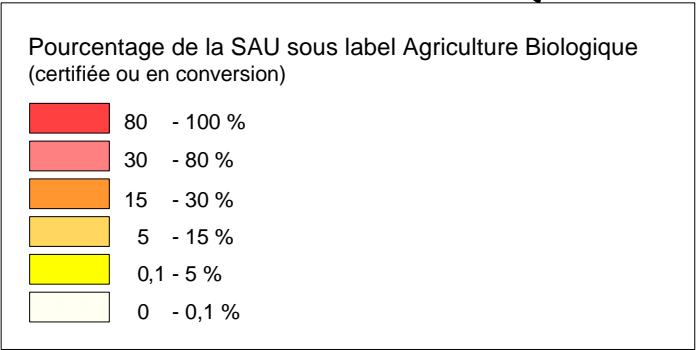 Pourcentage de la SAU sous label Agriculture Biologique
(certifiée ou en conversion)
80 - 100 %
30 - 80 %
15 - 30 %
5 - 15 %
0,1 - 5 %
0 - 0,1 %